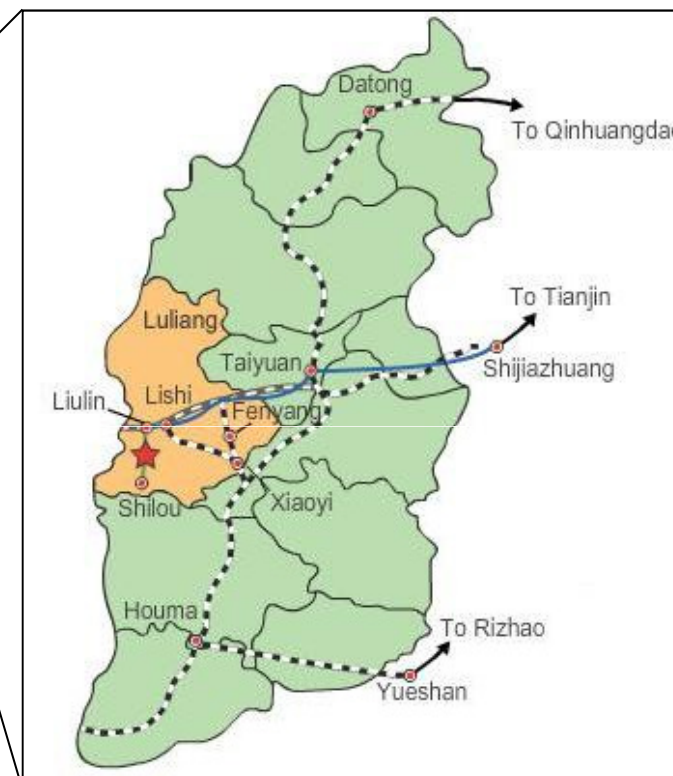 Datong
To Qinhuangdao
To Tianjin
Luliang
Taiyuan
Shijiazhuang
Lishi
Liulin
Fenyang
Shilou
Xiaoyi
Houma
To Rizhao
Yueshan